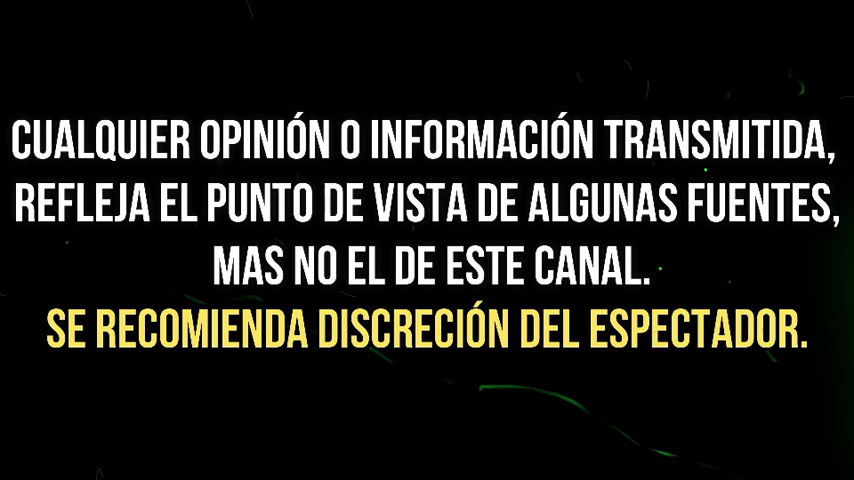 CUALQUIER OPINIÓN O INFORMACIÓN TRANSMITIDA,
REFLEJA EL PUNTO DE VISTA DE ALGUNAS FUENTES,
MAS NO EL DE ESTE CANAL.
SE RECOMIENDA DISCRECIÓN DEL ESPECTADOR.